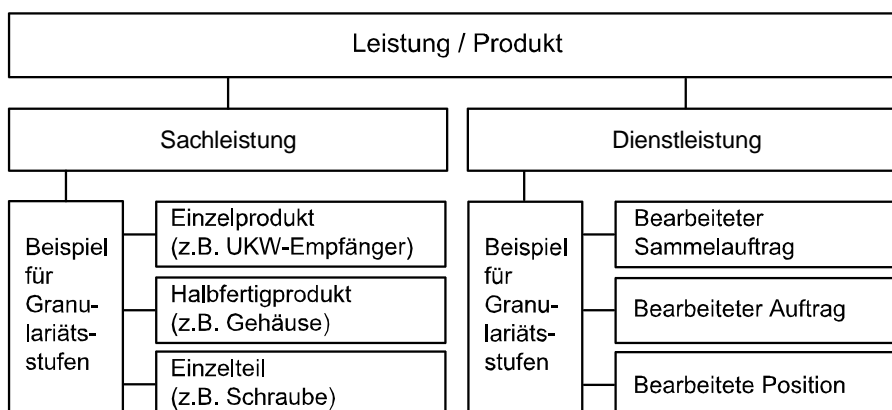 Leistung / Produkt
Sachleistung
Dienstleistung
Beispiel
für
Granu-
lariäts-
stufen
Einzelprodukt
(z.B. UKW-Empfänger)
Halbfertigprodukt
(z.B. Gehäuse)
Einzelteil
(z.B. Schraube)
Beispiel
für
Granu-
lariäts-
stufen
Bearbeiteter
Sammelauftrag
Bearbeiteter Auftrag
Bearbeitete Position